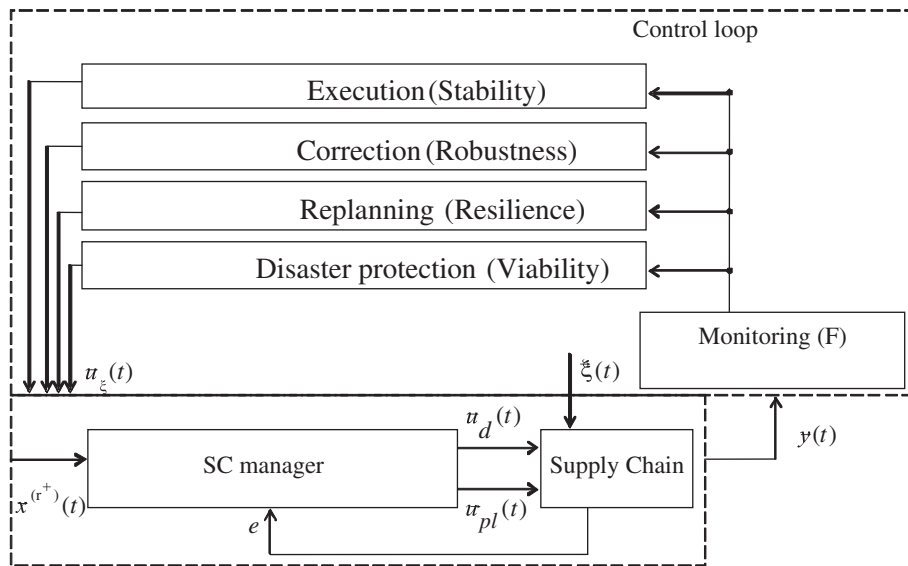 Control loop
Execution (Stability)
Correction (Robustness)
Replanning (Resilience)
Disaster protection (Viability)
Monitoring (F)
u_ξ(t)
ξ(t)
u_d(t)
y(t)
SC manager
Supply Chain
x^(r^+)(t)
u_pl(t)
e